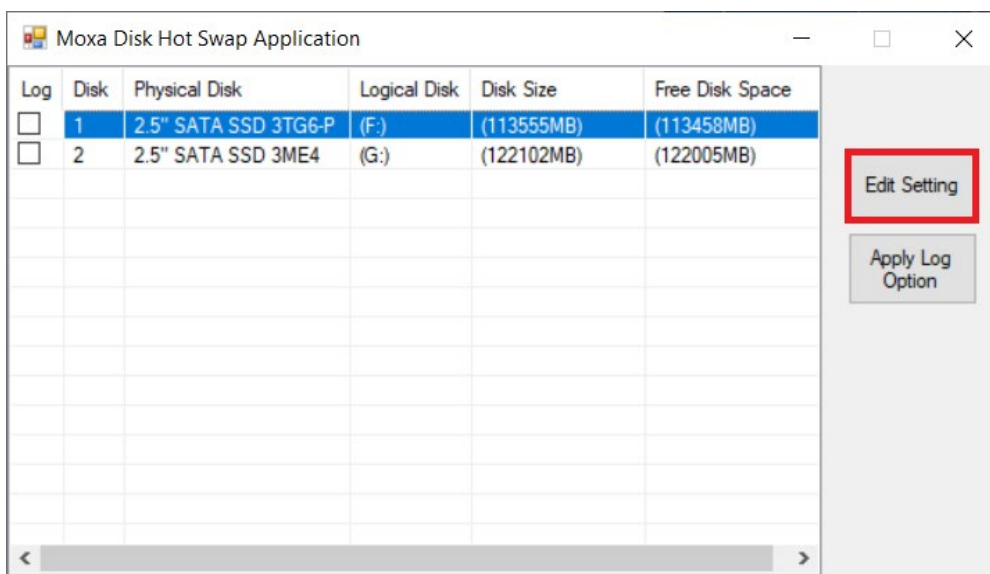 Moxa Disk Hot Swap Application
Log Disk Physical Disk Logical Disk Disk Size Free Disk Space
1 2.5" SATA SSD 3TG6-P (F:) (113555MB) (113458MB)
2 2.5" SATA SSD 3ME4 (G:) (122102MB) (122005MB)
Edit Setting
Apply Log
Option